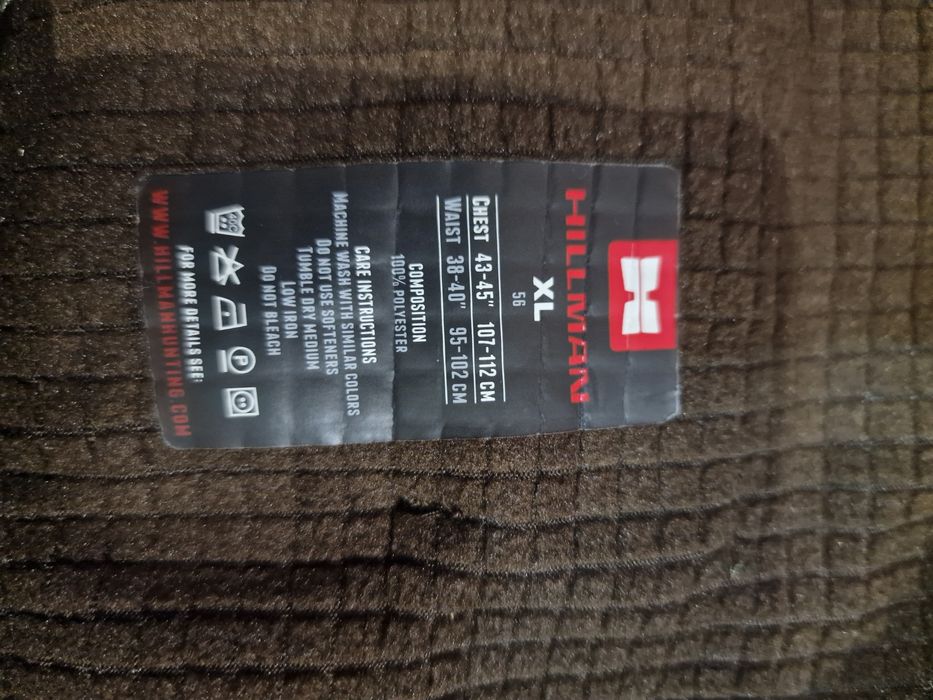 HILLMAN
XL
56
CHEST 43-45" 107-112 CM
WAIST 38-40" 95-102 CM
COMPOSITION
100% POLYESTER
CARE INSTRUCTIONS
MACHINE WASH WITH SIMILAR COLORS
DO NOT USE SOFTENERS
TUMBLE DRY MEDIUM
LOW IRON
DO NOT BLEACH
P
FOR MORE DETAILS SEE:
WWW.HILLMANHUNTING.COM